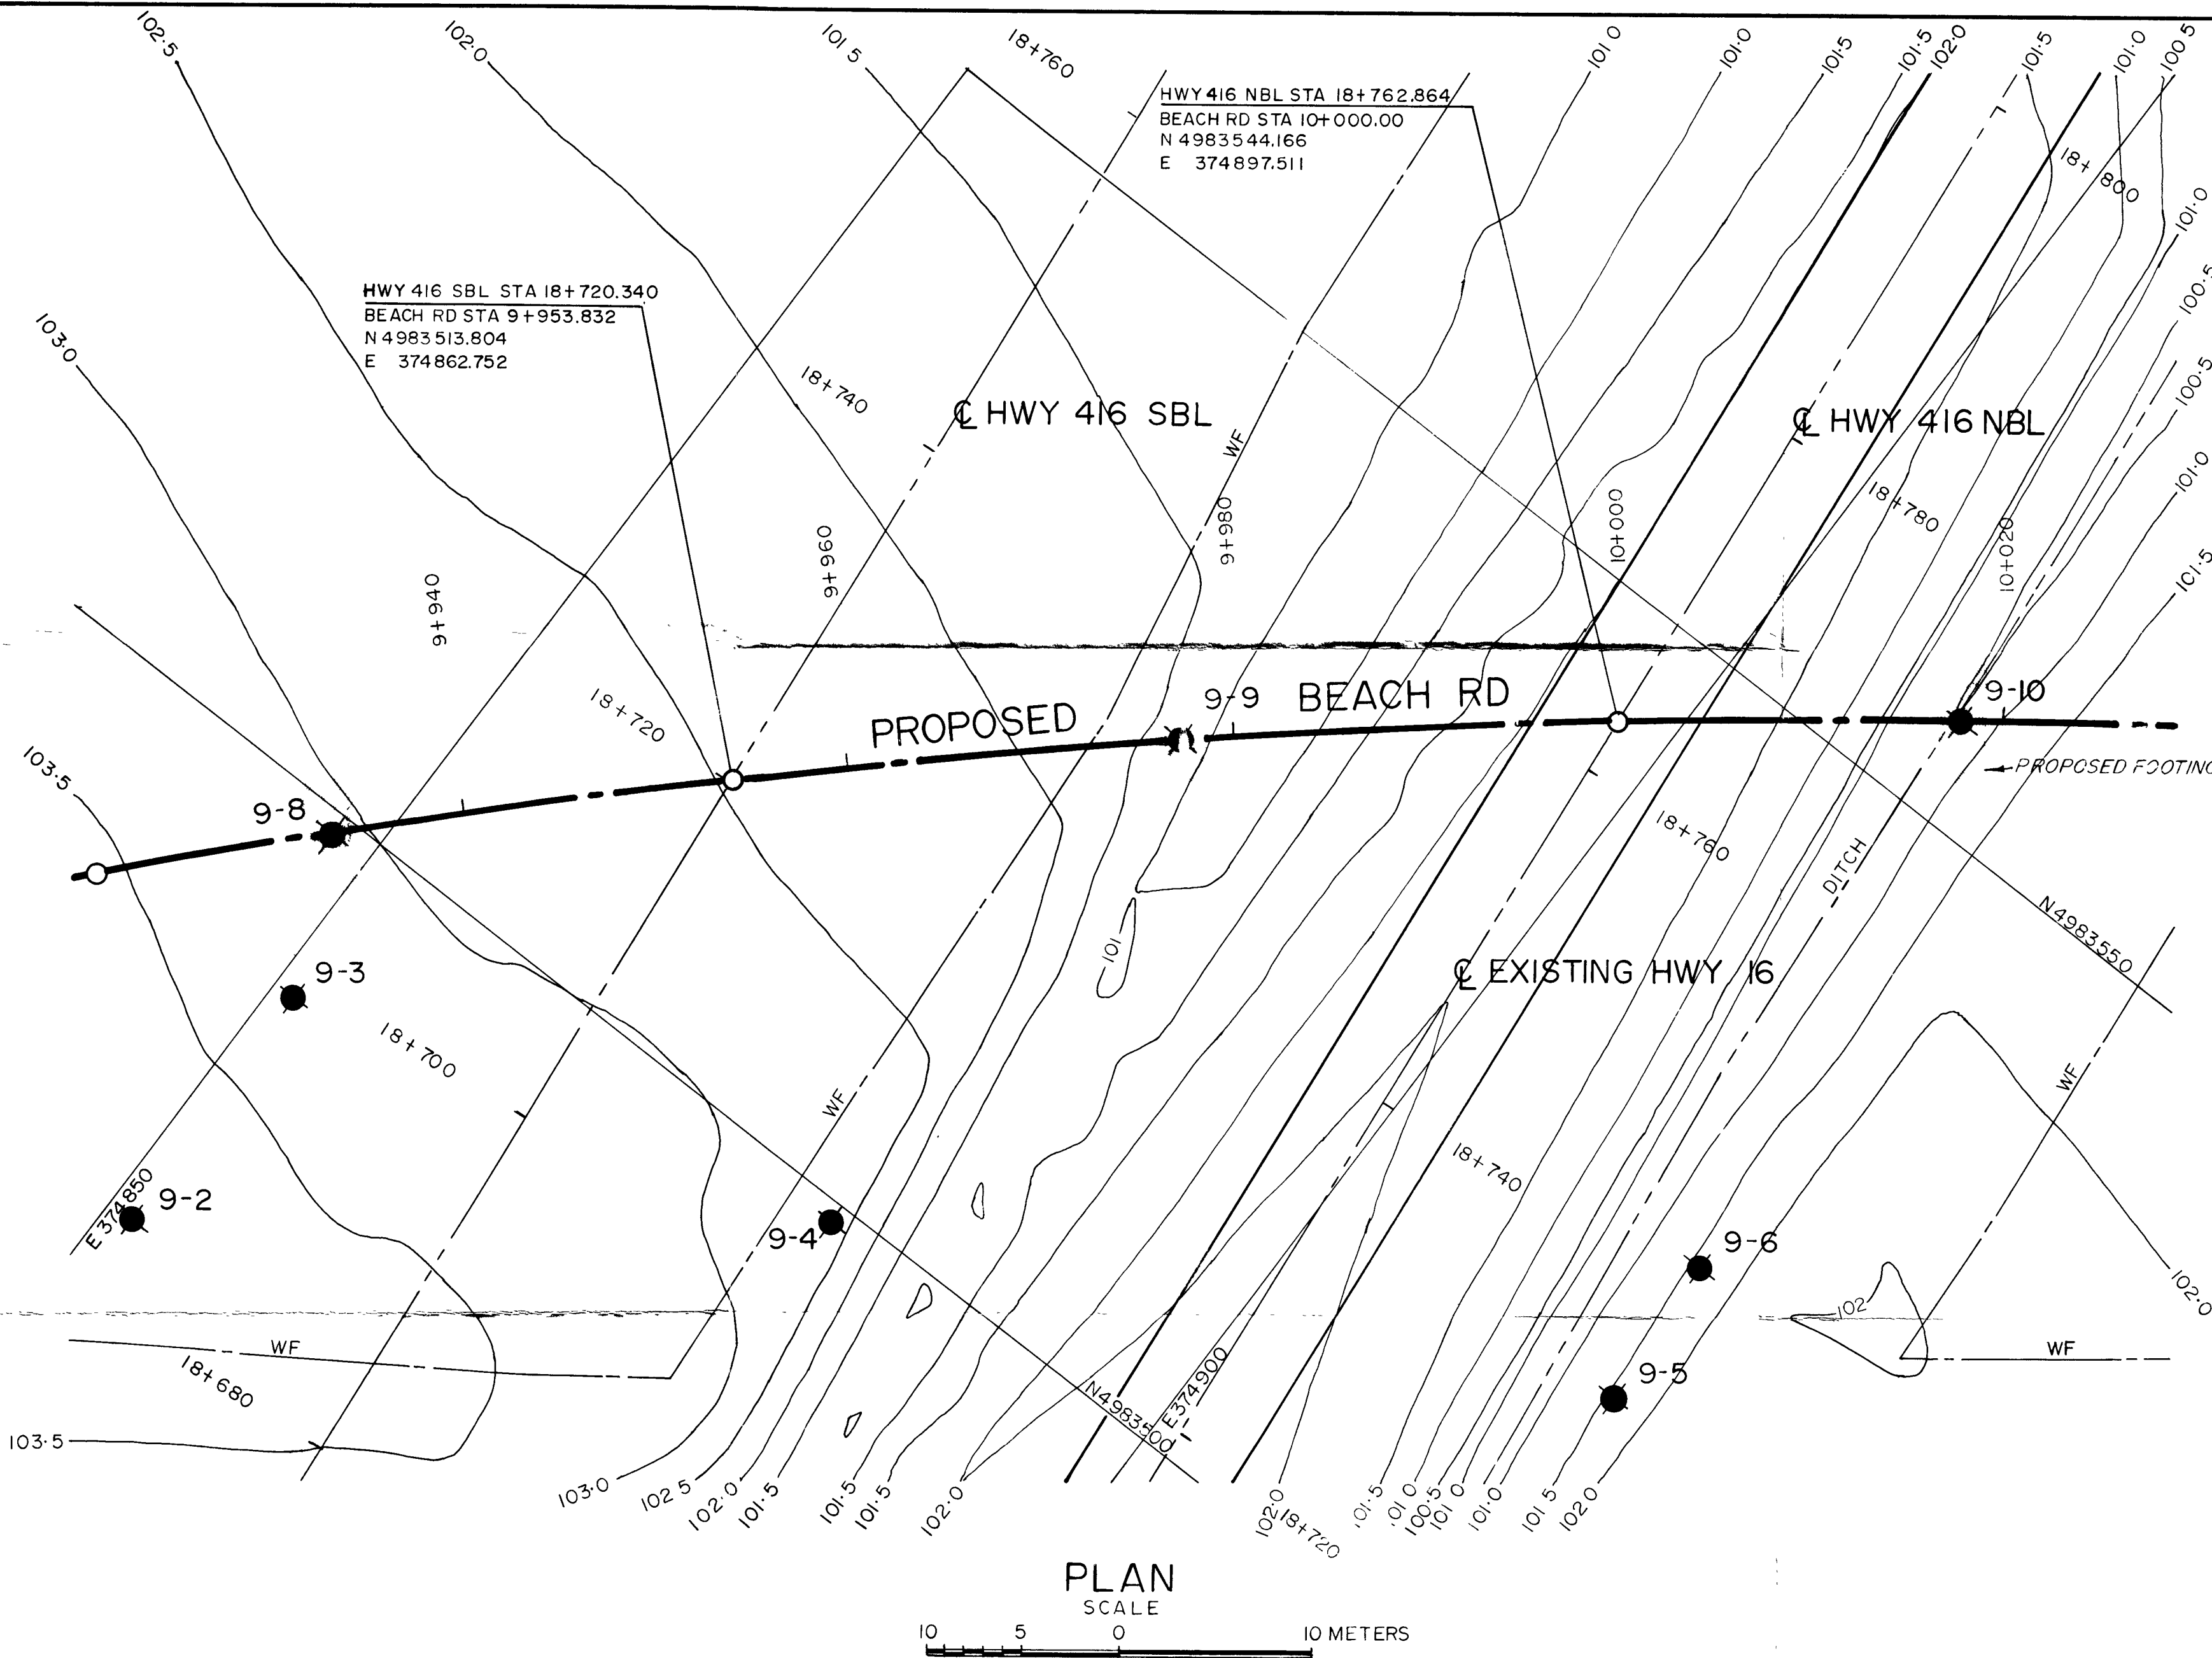 102.5
102.0
101.5
18+760
101.0
101.0
101.5
101.5
102.0
101.5
101.0
100.5
HWY 416 NBL STA 18+762.864
BEACH RD STA 10+000.00
N 4983544.166
E 374897.511
18+800
101.0
100.5
HWY 416 SBL STA 18+720.340
BEACH RD STA 9+953.832
N 4983513.804
E 374862.752
103.0
18+740
℄ HWY 416 SBL
WF
℄ HWY 416 NBL
100.5
101.0
18+780
9+940
9+960
9+980
10+000
10+020
101.5
18+720
PROPOSED
9-9
BEACH RD
9-10
PROPOSED FOOTING
103.5
9-8
18+760
DITCH
N4983550
101
9-3
℄ EXISTING HWY 16
18+700
WF
WF
18+740
E374850
9-2
9-4
9-6
102.0
102
WF
WF
18+680
9-5
N4983500
E374900
103.5
103.0
102.5
102.0
101.5
101.5
101.5
102.0
102.0
18+720
101.5
101.0
100.5
101.0
101.0
101.5
102.0
PLAN
SCALE
10 5 0 10 METERS